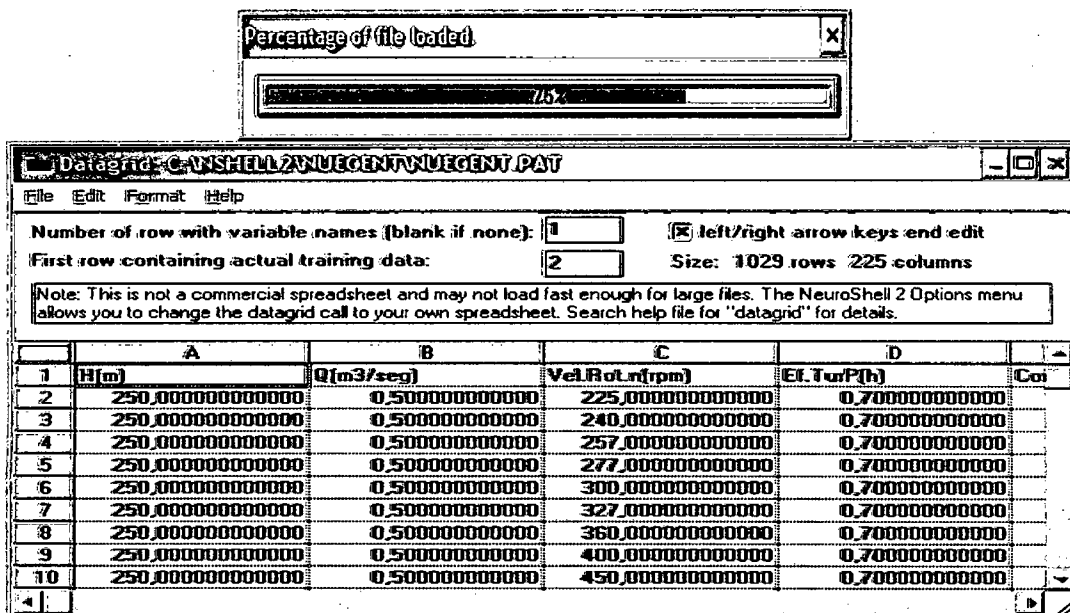 Percentage of file loaded.
75%
Datagrid: C:\NSHELL2\NUEGENT\NUEGENT.PAT
File Edit Format Help
Number of row with variable names (blank if none): 1 left/right arrow keys end edit
First row containing actual training data: 2 Size: 1029 rows 225 columns
Note: This is not a commercial spreadsheet and may not load fast enough for large files. The NeuroShell 2 Options menu
allows you to change the datagrid call to your own spreadsheet. Search help file for "datagrid" for details.
A B C D
1 H(m) Q(m3/seg) Vel.Rot.n(rpm) Ef.TurP(h)
2 250,000000000000 0,500000000000 225,000000000000 0,700000000000
3 250,000000000000 0,500000000000 240,000000000000 0,700000000000
4 250,000000000000 0,500000000000 257,000000000000 0,700000000000
5 250,000000000000 0,500000000000 277,000000000000 0,700000000000
6 250,000000000000 0,500000000000 300,000000000000 0,700000000000
7 250,000000000000 0,500000000000 327,000000000000 0,700000000000
8 250,000000000000 0,500000000000 360,000000000000 0,700000000000
9 250,000000000000 0,500000000000 400,000000000000 0,700000000000
10 250,000000000000 0,500000000000 450,000000000000 0,700000000000